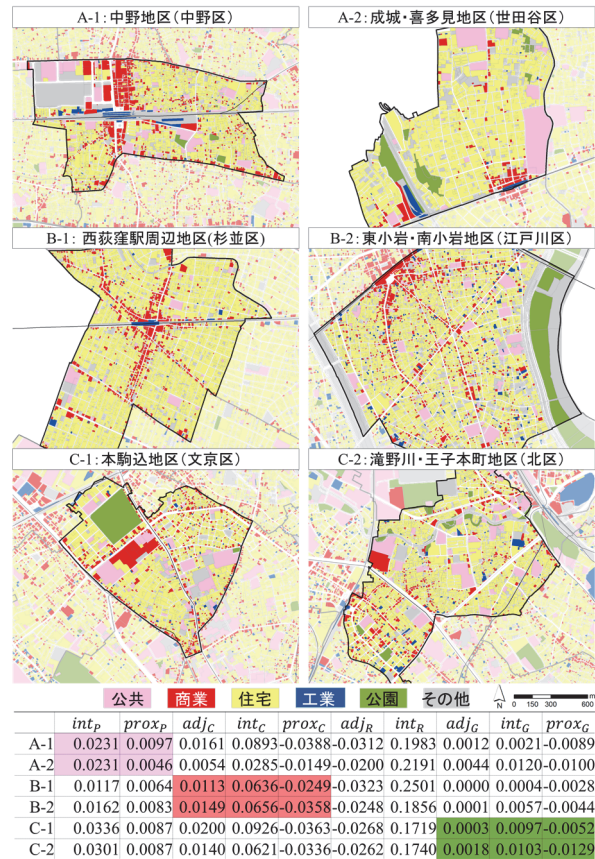 A-1: 中野地区（中野区）
A-2: 成城・喜多見地区（世田谷区）
B-1: 西荻窪駅周辺地区（杉並区）
B-2: 東小岩・南小岩地区（江戸川区）
C-1: 本駒込地区（文京区）
C-2: 滝野川・王子本町地区（北区）
公共 商業 住宅 工業 公園 その他 N 0 150 300 600 m
int_P prox_P adj_C int_C prox_C adj_R int_R adj_G int_G prox_G
A-1 0.0231 0.0097 0.0161 0.0893 -0.0388 -0.0312 0.1983 0.0012 0.0021 -0.0089
A-2 0.0231 0.0046 0.0054 0.0285 -0.0149 -0.0200 0.2191 0.0044 0.0120 -0.0100
B-1 0.0117 0.0064 0.0113 0.0636 -0.0249 -0.0323 0.2501 0.0000 0.0004 -0.0028
B-2 0.0162 0.0083 0.0149 0.0656 -0.0358 -0.0248 0.1856 0.0001 0.0057 -0.0044
C-1 0.0336 0.0087 0.0200 0.0926 -0.0363 -0.0268 0.1719 0.0003 0.0097 -0.0052
C-2 0.0301 0.0087 0.0140 0.0621 -0.0336 -0.0262 0.1740 0.0018 0.0103 -0.0129